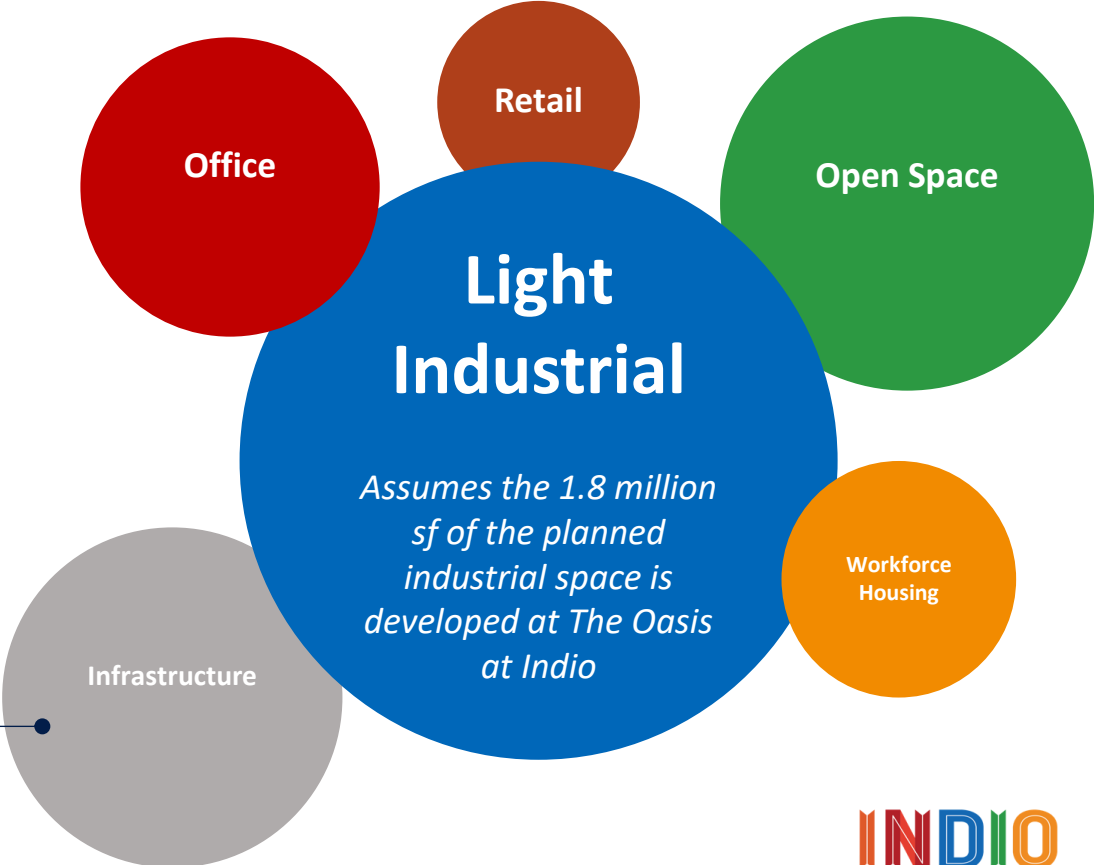 Retail
Office
Open Space
Light
Industrial
Assumes the 1.8 million
sf of the planned
industrial space is
developed at The Oasis
at Indio
Workforce
Housing
Infrastructure
INDIO